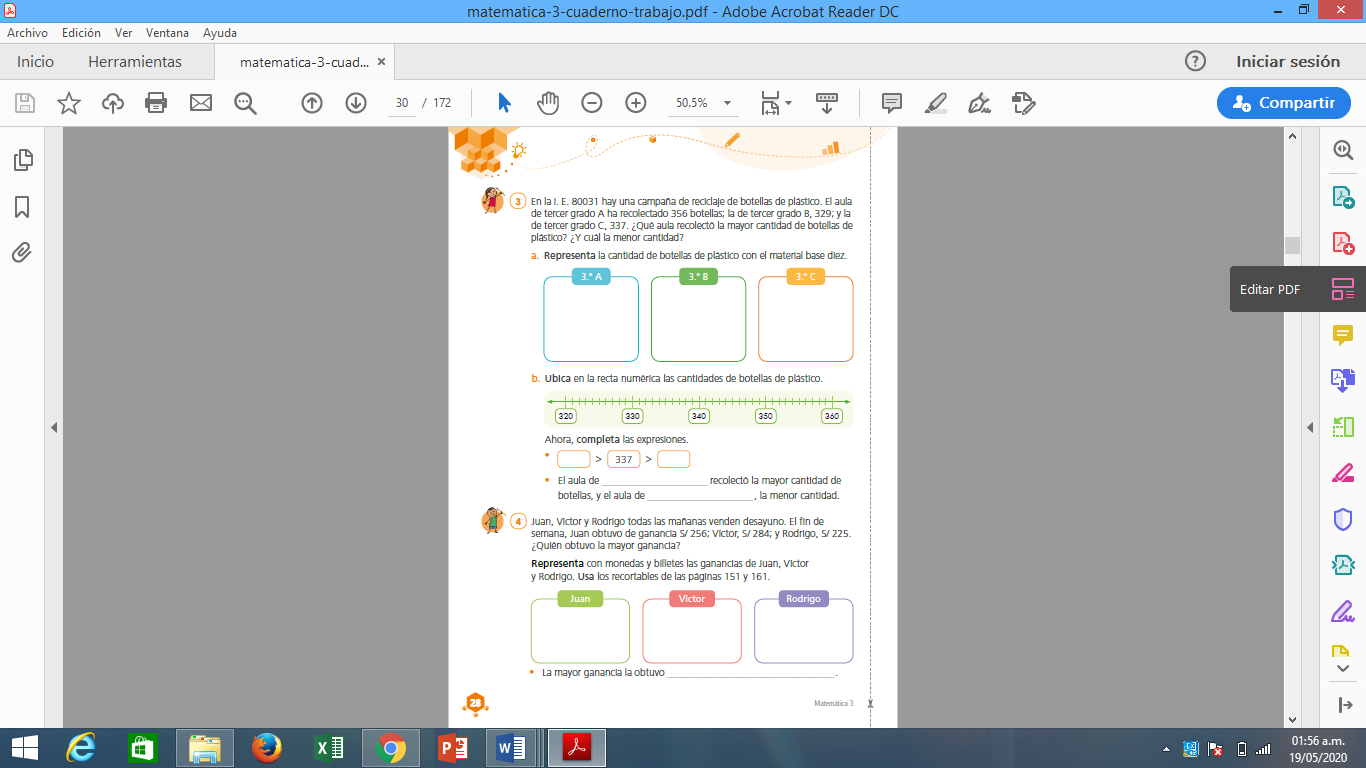 matematica-3-cuaderno-trabajo.pdf - Adobe Acrobat Reader DC
Archivo Edición Ver Ventana Ayuda
Inicio Herramientas matematica-3-cuad... × Iniciar sesión
30 / 172 50.5% Compartir
3 En la I. E. 80031 hay una campaña de reciclaje de botellas de plástico. El aula
de tercer grado A ha recolectado 356 botellas; la de tercer grado B, 329; y la
de tercer grado C, 337. ¿Qué aula recolectó la mayor cantidad de botellas de
plástico? ¿Y cuál la menor cantidad?
a. Representa la cantidad de botellas de plástico con el material base diez.
3.° A 3.° B 3.° C
Editar PDF
b. Ubica en la recta numérica las cantidades de botellas de plástico.
320 330 340 350 360
Ahora, completa las expresiones.
• > 337 >
• El aula de ____________________ recolectó la mayor cantidad de
botellas, y el aula de ____________________, la menor cantidad.
4 Juan, Víctor y Rodrigo todas las mañanas venden desayuno. El fin de
semana, Juan obtuvo de ganancia S/ 256; Víctor, S/ 284; y Rodrigo, S/ 225.
¿Quién obtuvo la mayor ganancia?
Representa con monedas y billetes las ganancias de Juan, Víctor
y Rodrigo. Usa los recortables de las páginas 151 y 161.
Juan Víctor Rodrigo
• La mayor ganancia la obtuvo ________________________________.
28 Matemática 3
01:56 a.m.
19/05/2020